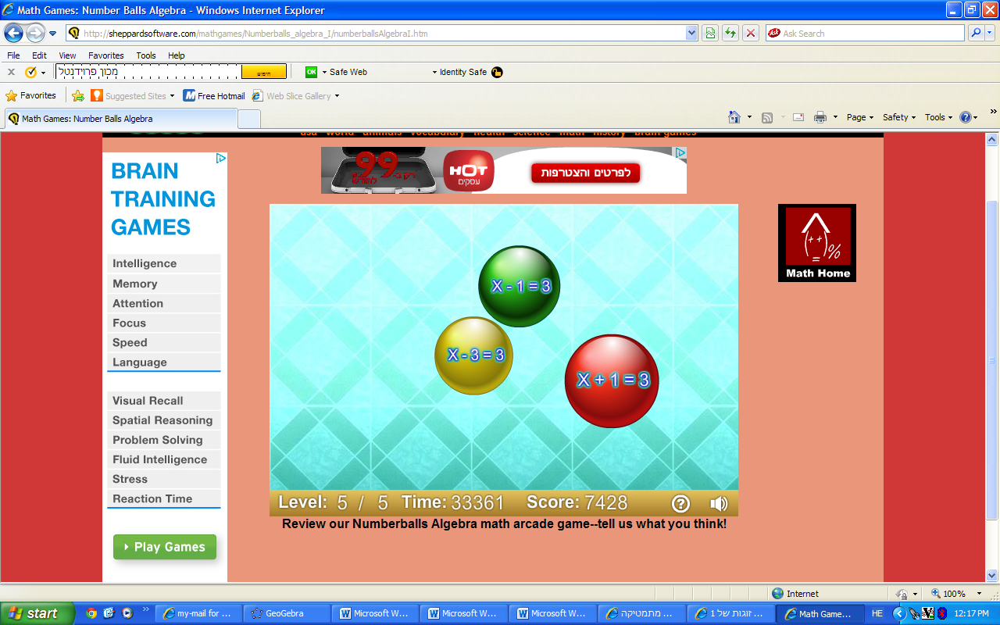 Math Games: Number Balls Algebra - Windows Internet Explorer
http://sheppardsoftware.com/mathgames/Numberballs_algebra_I/numberballsAlgebraI.htm
Ask Search
File Edit View Favorites Tools Help
מכון פרוידנטל
חיפוש
OK Safe Web Identity Safe
Favorites Suggested Sites Free Hotmail Web Slice Gallery
Math Games: Number Balls Algebra
Page Safety Tools
usa world animals vocabulary health science math history brain games
99
HOT
עסקים
לפרטים והצטרפות
BRAIN
TRAINING
GAMES
Intelligence
Memory
Attention
Focus
Speed
Language
Visual Recall
Spatial Reasoning
Problem Solving
Fluid Intelligence
Stress
Reaction Time
Play Games
X - 1 = 3
X - 3 = 3
X + 1 = 3
Math Home
Level: 5 / 5 Time: 33361 Score: 7428
Review our Numberballs Algebra math arcade game--tell us what you think!
Internet
100%
start
my-mail for ...
GeoGebra
Microsoft W...
Microsoft W...
Microsoft W...
מתמטיקה ...
זוגות של 1 ...
Math Game...
HE
12:17 PM